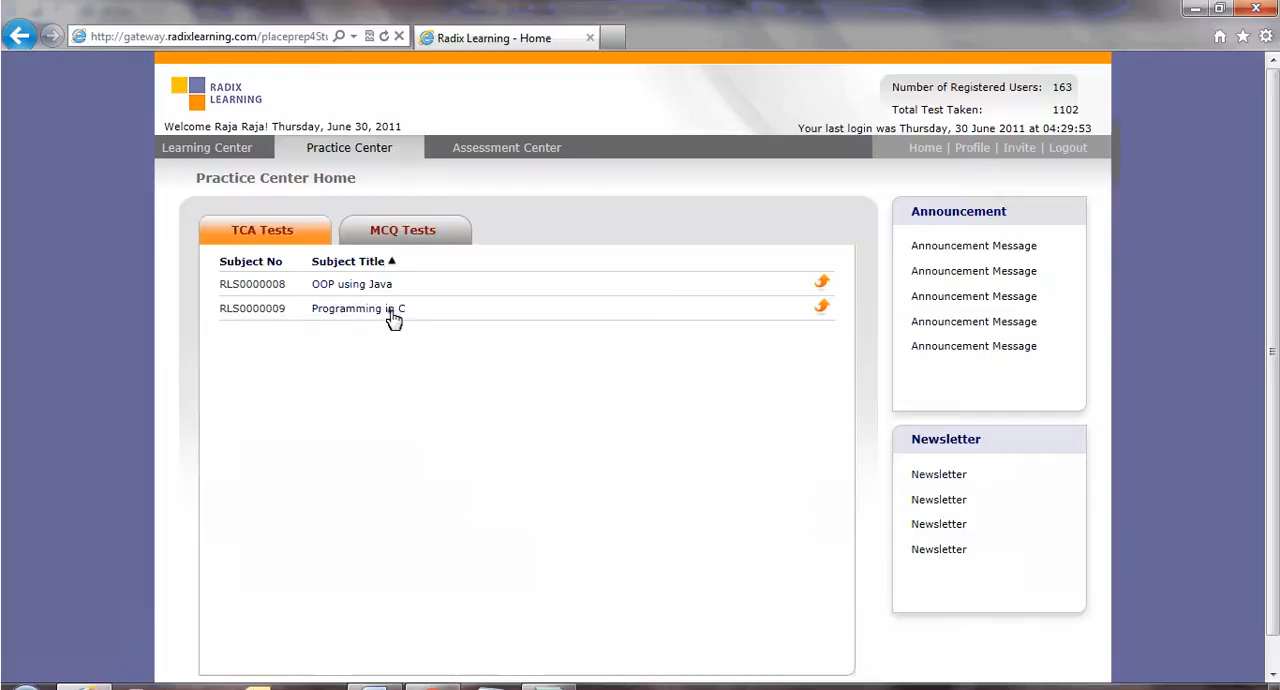 http://gateway.radixlearning.com/placeprep4Stu
Radix Learning - Home
RADIX
LEARNING
Number of Registered Users: 163
Total Test Taken: 1102
Welcome Raja Raja! Thursday, June 30, 2011
Your last login was Thursday, 30 June 2011 at 04:29:53
Learning Center
Practice Center
Assessment Center
Home | Profile | Invite | Logout
Practice Center Home
TCA Tests
MCQ Tests
Subject No Subject Title
RLS0000008 OOP using Java
RLS0000009 Programming in C
Announcement
Announcement Message
Announcement Message
Announcement Message
Announcement Message
Announcement Message
Newsletter
Newsletter
Newsletter
Newsletter
Newsletter